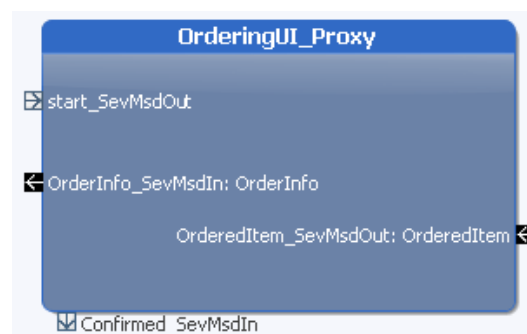 OrderingUI_Proxy
start_SevMsdOut
OrderInfo_SevMsdIn: OrderInfo
OrderedItem_SevMsdOut: OrderedItem
Confirmed_SevMsdIn